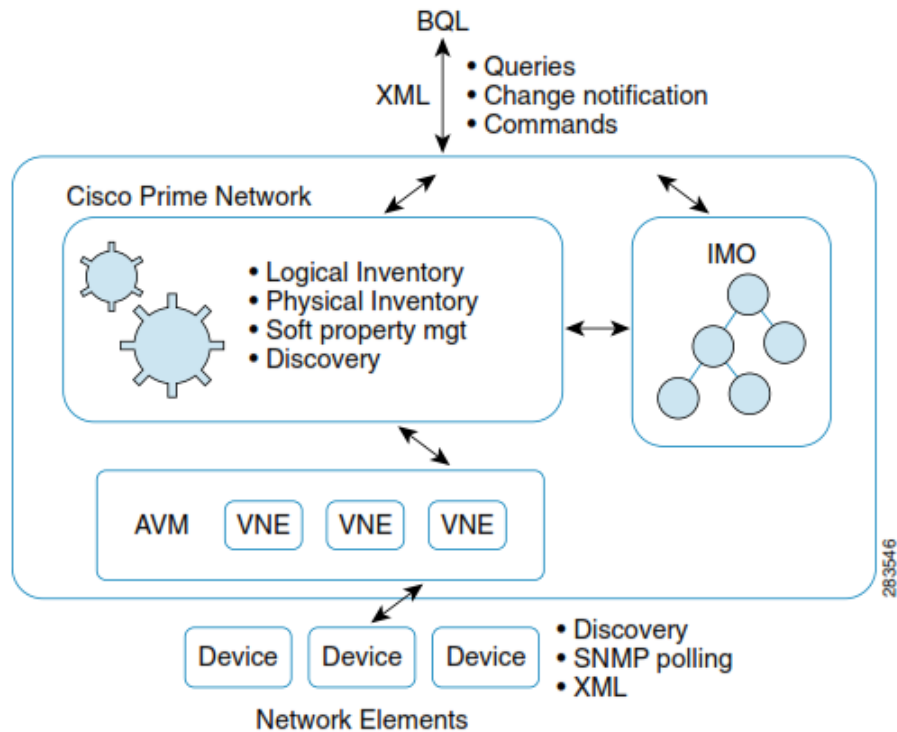 BQL
XML
• Queries
• Change notification
• Commands
Cisco Prime Network
• Logical Inventory
• Physical Inventory
• Soft property mgt
• Discovery
IMO
AVM
VNE
VNE
VNE
283546
Device
Device
Device
• Discovery
• SNMP polling
• XML
Network Elements